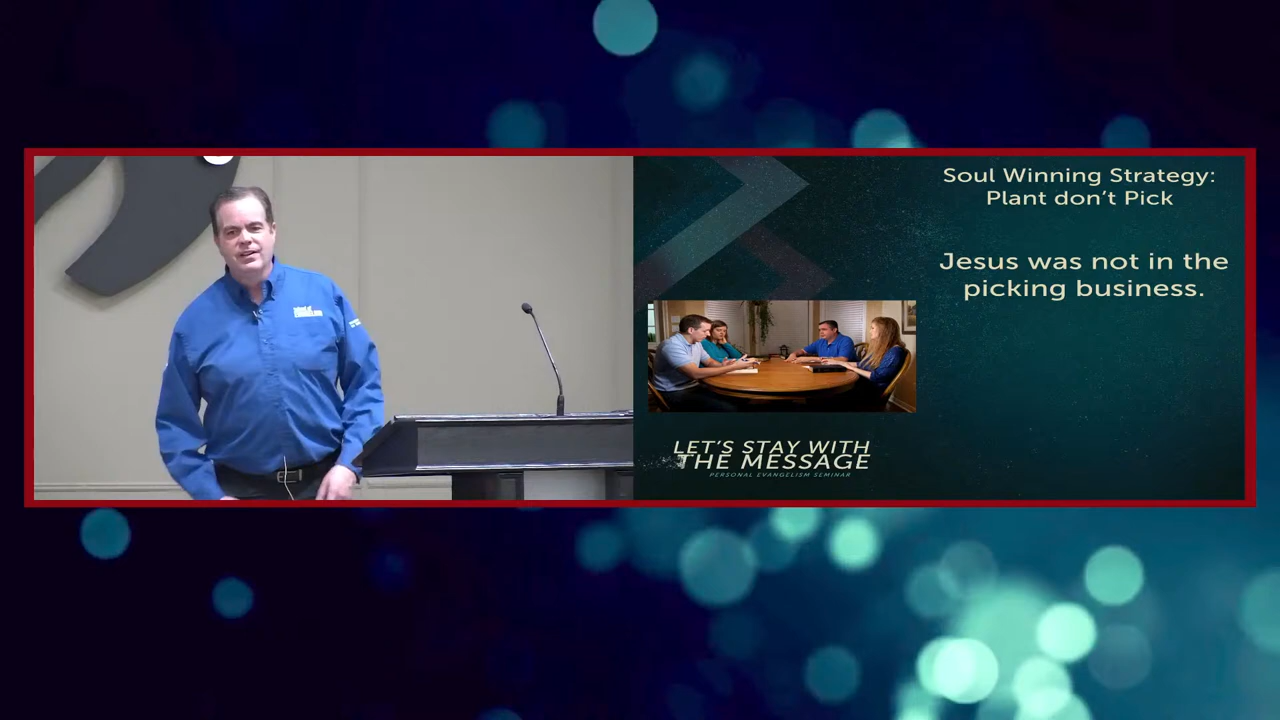 Soul Winning Strategy:
Plant don't Pick
Jesus was not in the
picking business.
LET'S STAY WITH
THE MESSAGE
PERSONAL EVANGELISM SEMINAR